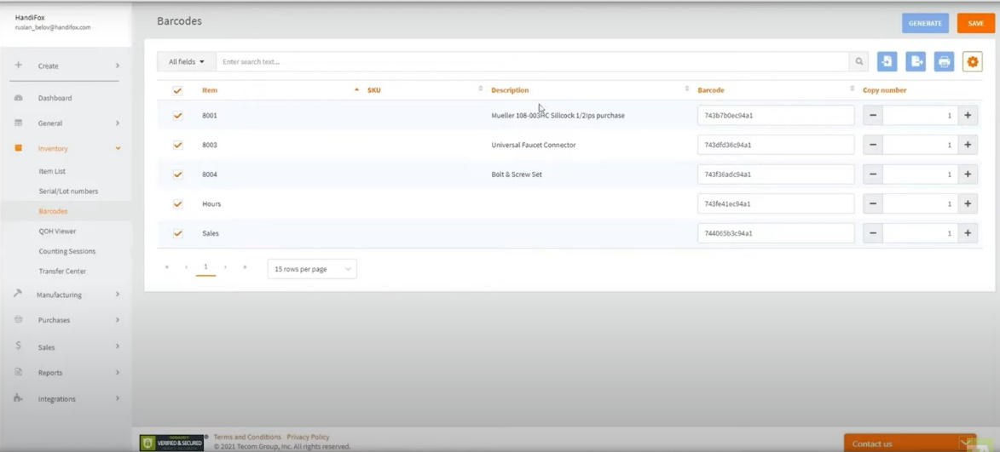 HandiFox
ruslan_belov@handifox.com
Barcodes
GENERATE
SAVE
Create
Dashboard
General
Inventory
Item List
Serial/Lot numbers
Barcodes
QOH Viewer
Counting Sessions
Transfer Center
Manufacturing
Purchases
Sales
Reports
Integrations
All fields
Enter search text...
Item SKU Description Barcode Copy number
8001 Mueller 108-003HC Sillcock 1/2Ips purchase 743b7b0ec94a1 1
8003 Universal Faucet Connector 743dfd36c94a1 1
8004 Bolt & Screw Set 743f36adc94a1 1
Hours 743fe41ec94a1 1
Sales 744065b3c94a1 1
1
15 rows per page
VERIFIED & SECURED
Terms and Conditions Privacy Policy
© 2021 Tecom Group, Inc. All rights reserved.
Contact us